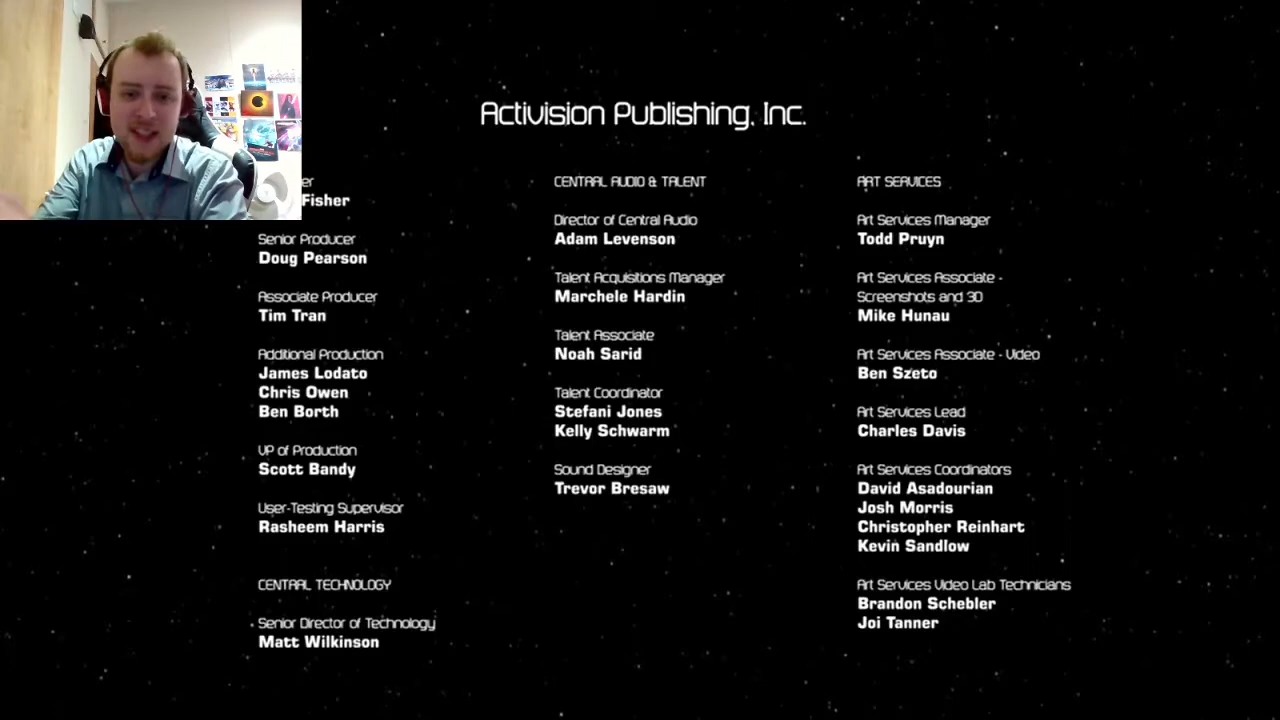 Activision Publishing, Inc.
er
Fisher
Senior Producer
Doug Pearson
Associate Producer
Tim Tran
Additional Production
James Lodato
Chris Owen
Ben Borth
VP of Production
Scott Bandy
User-Testing Supervisor
Rasheem Harris
CENTRAL TECHNOLOGY
Senior Director of Technology
Matt Wilkinson
CENTRAL AUDIO & TALENT
Director of Central Audio
Adam Levenson
Talent Acquisitions Manager
Marchele Hardin
Talent Associate
Noah Sarid
Talent Coordinator
Stefani Jones
Kelly Schwarm
Sound Designer
Trevor Bresaw
ART SERVICES
Art Services Manager
Todd Pruyn
Art Services Associate -
Screenshots and 3D
Mike Hunau
Art Services Associate - Video
Ben Szeto
Art Services Lead
Charles Davis
Art Services Coordinators
David Asadourian
Josh Morris
Christopher Reinhart
Kevin Sandlow
Art Services Video Lab Technicians
Brandon Schebler
Joi Tanner